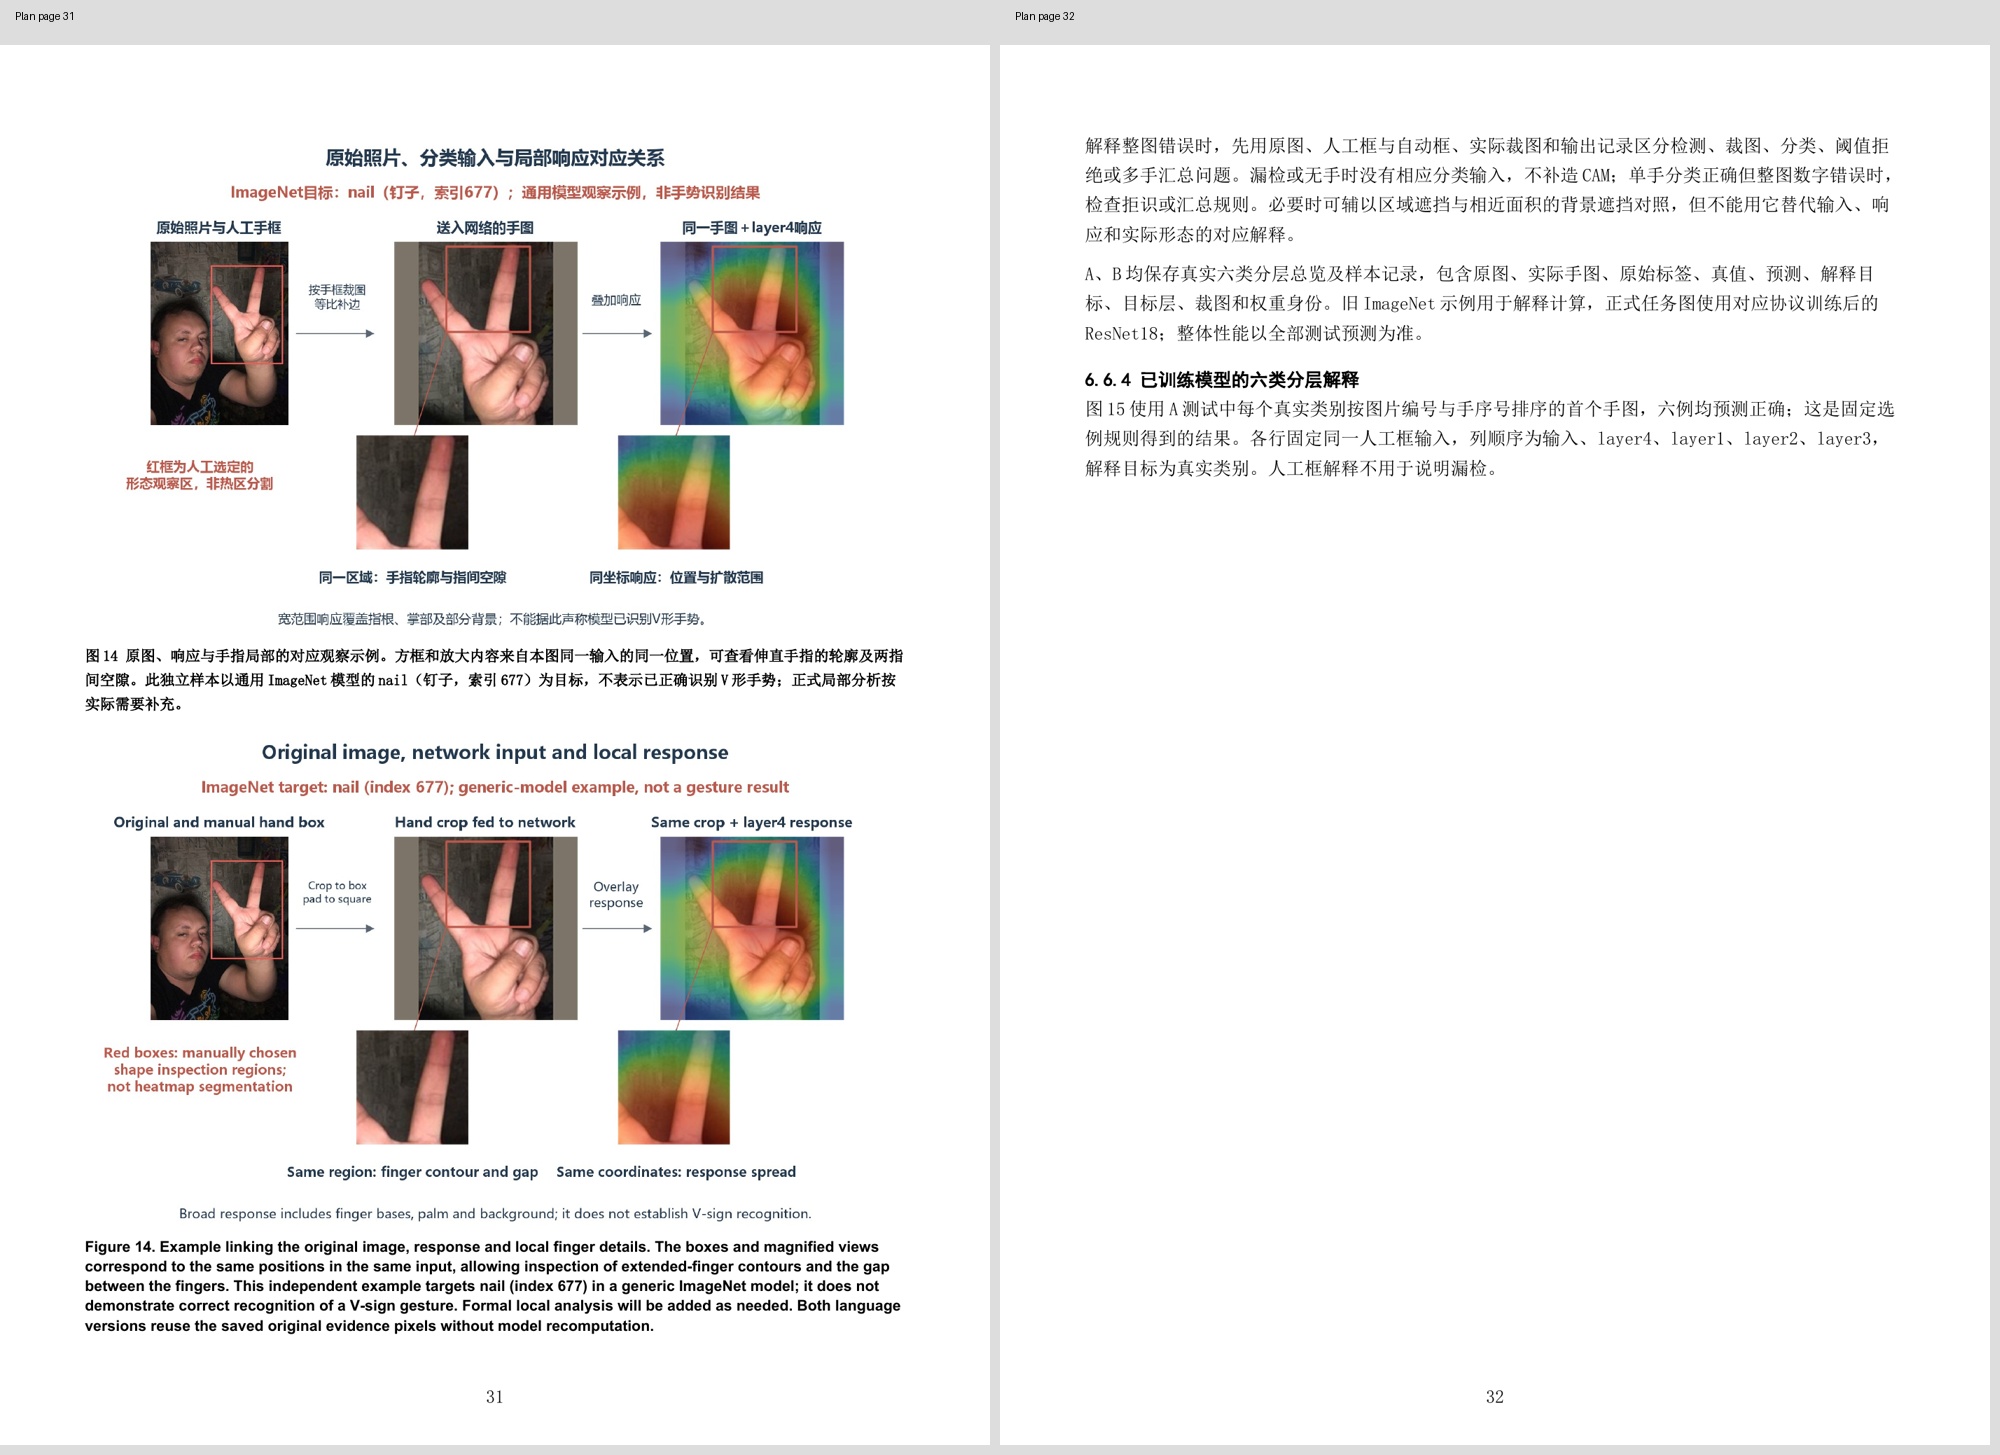 Plan page 31
原始照片、分类输入与局部响应对应关系
ImageNet目标：nail（钉子，索引677）；通用模型观察示例，非手势识别结果
原始照片与人工手框
送入网络的手图
同一手图＋layer4响应
按手框裁图
等比补边
叠加响应
红框为人工选定的
形态观察区，非热区分割
同一区域：手指轮廓与指间空隙
同坐标响应：位置与扩散范围
宽范围响应覆盖指根、掌部及部分背景；不能据此声称模型已识别V形手势。
图 14 原图、响应与手指局部的对应观察示例。方框和放大内容来自本图同一输入的同一位置，可查看伸直手指的轮廓及两指
间空隙。此独立样本以通用 ImageNet 模型的 nail（钉子，索引 677）为目标，不表示已正确识别 V 形手势；正式局部分析按
实际需要补充。
Original image, network input and local response
ImageNet target: nail (index 677); generic-model example, not a gesture result
Original and manual hand box
Hand crop fed to network
Same crop + layer4 response
Crop to box
pad to square
Overlay
response
Red boxes: manually chosen
shape inspection regions;
not heatmap segmentation
Same region: finger contour and gap
Same coordinates: response spread
Broad response includes finger bases, palm and background; it does not establish V-sign recognition.
Figure 14. Example linking the original image, response and local finger details. The boxes and magnified views
correspond to the same positions in the same input, allowing inspection of extended-finger contours and the gap
between the fingers. This independent example targets nail (index 677) in a generic ImageNet model; it does not
demonstrate correct recognition of a V-sign gesture. Formal local analysis will be added as needed. Both language
versions reuse the saved original evidence pixels without model recomputation.
31
Plan page 32
解释整图错误时，先用原图、人工框与自动框、实际裁图和输出记录区分检测、裁图、分类、阈值拒
绝或多手汇总问题。漏检或无手时没有相应分类输入，不补造 CAM；单手分类正确但整图数字错误时，
检查拒识或汇总规则。必要时可辅以区域遮挡与相近面积的背景遮挡对照，但不能用它替代输入、响
应和实际形态的对应解释。
A、B 均保存真实六类分层总览及样本记录，包含原图、实际手图、原始标签、真值、预测、解释目
标、目标层、裁图和权重身份。旧 ImageNet 示例用于解释计算，正式任务图使用对应协议训练后的
ResNet18；整体性能以全部测试预测为准。
6.6.4 已训练模型的六类分层解释
图 15 使用 A 测试中每个真实类别按图片编号与手序号排序的首个手图，六例均预测正确；这是固定选
例规则得到的结果。各行固定同一人工框输入，列顺序为输入、layer4、layer1、layer2、layer3，
解释目标为真实类别。人工框解释不用于说明漏检。
32